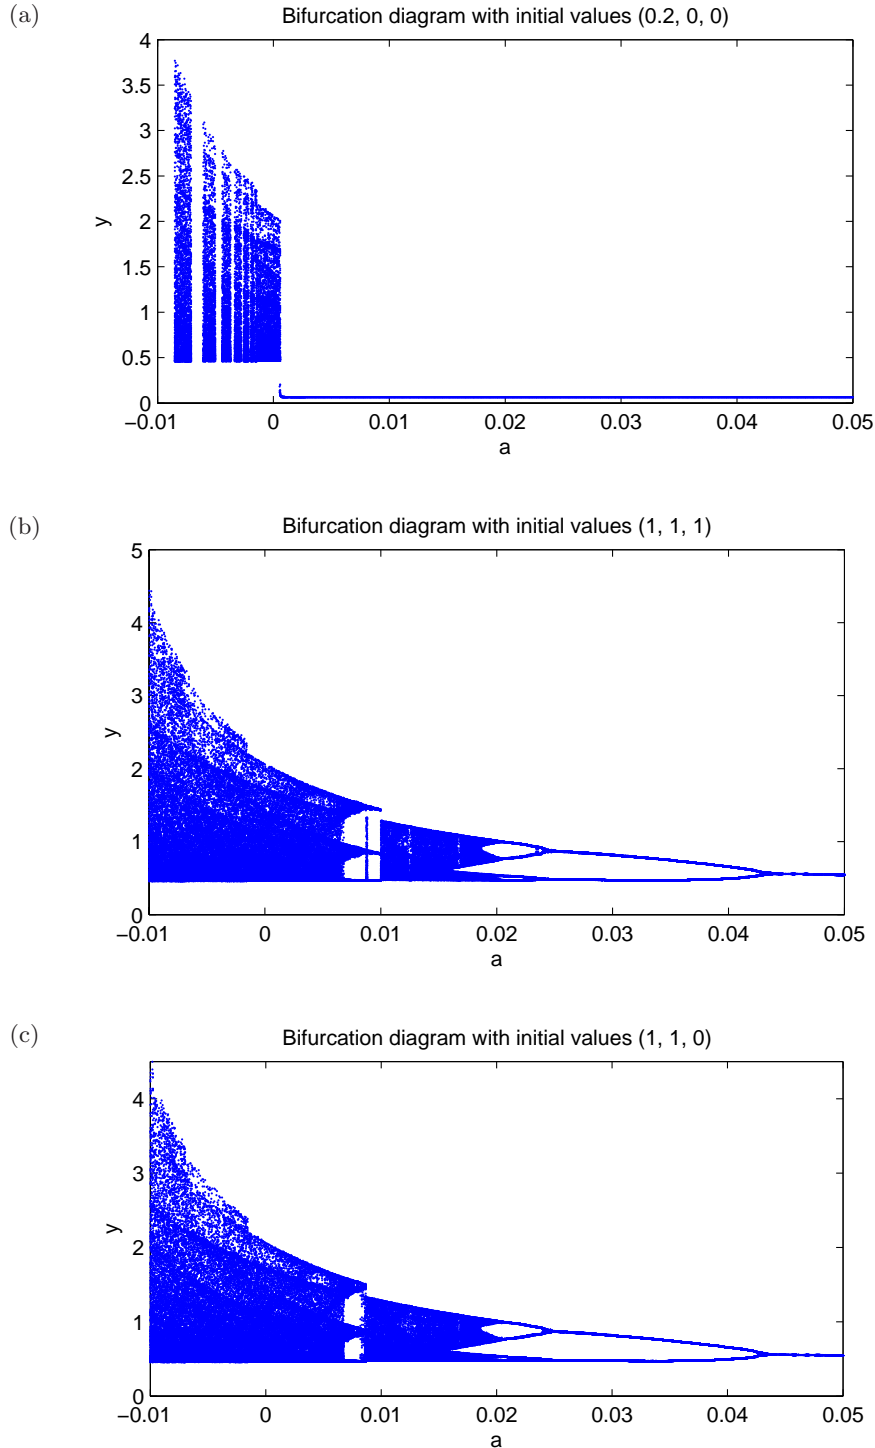 (a)
Bifurcation diagram with initial values (0.2, 0, 0)
4
3.5
3
2.5
2
1.5
1
0.5
0
y
−0.01 0 0.01 0.02 0.03 0.04 0.05
a
(b)
Bifurcation diagram with initial values (1, 1, 1)
5
4
3
2
1
0
y
−0.01 0 0.01 0.02 0.03 0.04 0.05
a
(c)
Bifurcation diagram with initial values (1, 1, 0)
4
3
2
1
0
y
−0.01 0 0.01 0.02 0.03 0.04 0.05
a